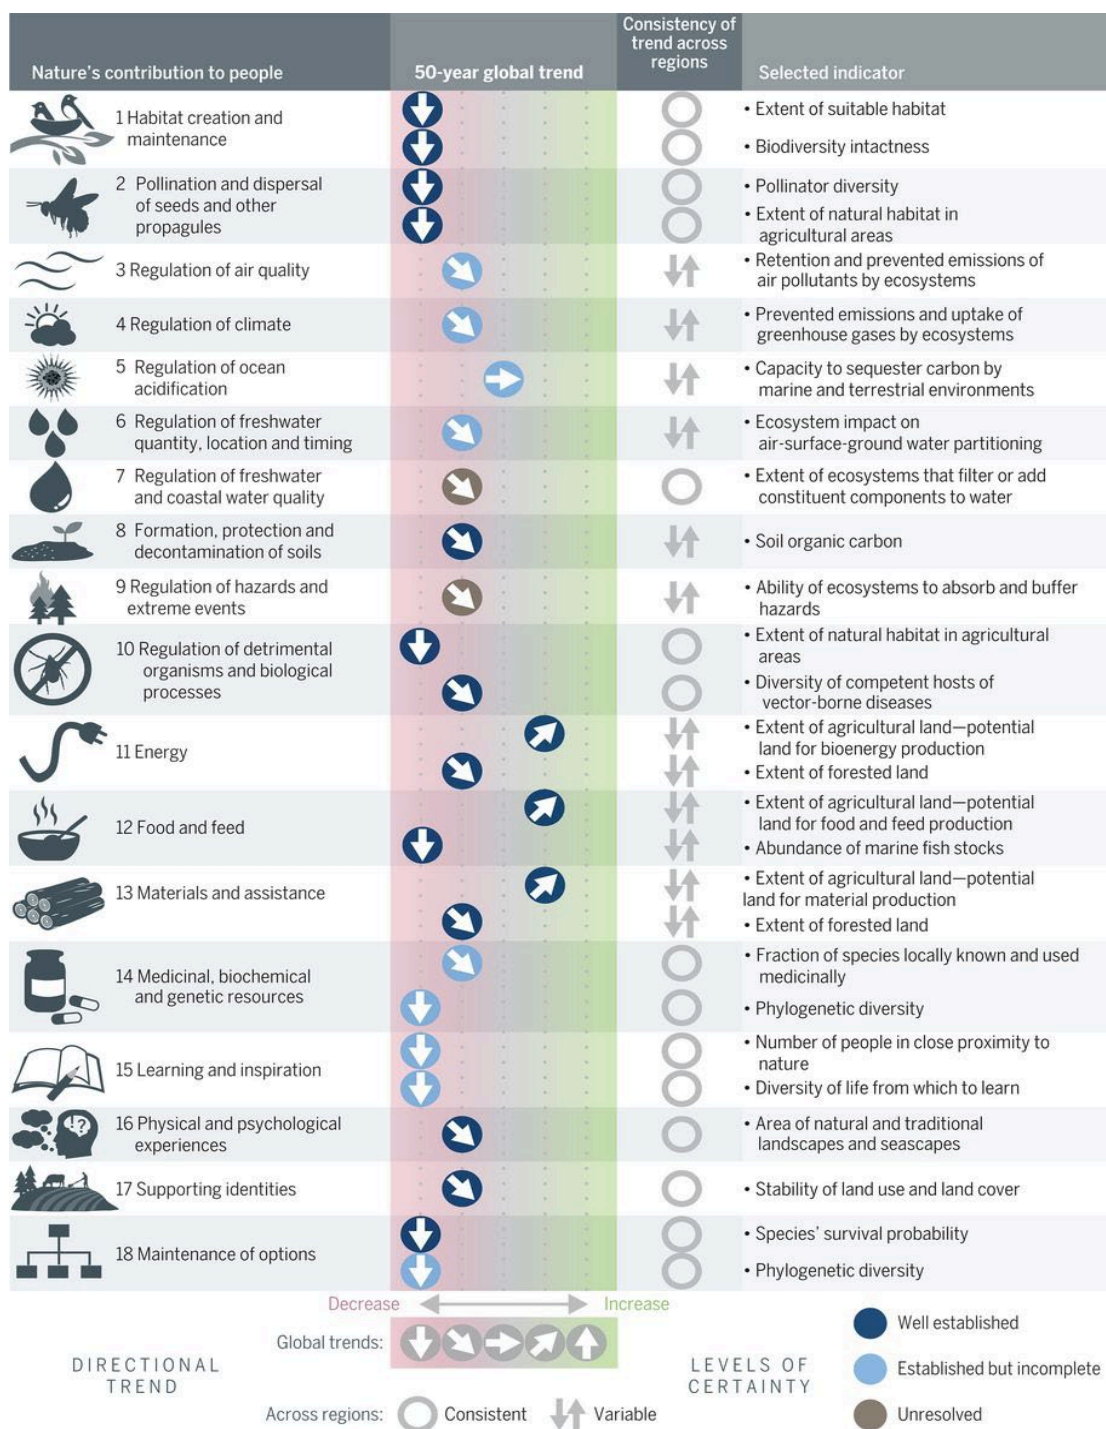 Nature's contribution to people
50-year global trend
Consistency of
trend across
regions
Selected indicator
1 Habitat creation and
maintenance
• Extent of suitable habitat
• Biodiversity intactness
2 Pollination and dispersal
of seeds and other
propagules
• Pollinator diversity
• Extent of natural habitat in
agricultural areas
3 Regulation of air quality
• Retention and prevented emissions of
air pollutants by ecosystems
4 Regulation of climate
• Prevented emissions and uptake of
greenhouse gases by ecosystems
5 Regulation of ocean
acidification
• Capacity to sequester carbon by
marine and terrestrial environments
6 Regulation of freshwater
quantity, location and timing
• Ecosystem impact on
air-surface-ground water partitioning
7 Regulation of freshwater
and coastal water quality
• Extent of ecosystems that filter or add
constituent components to water
8 Formation, protection and
decontamination of soils
• Soil organic carbon
9 Regulation of hazards and
extreme events
• Ability of ecosystems to absorb and buffer
hazards
10 Regulation of detrimental
organisms and biological
processes
• Extent of natural habitat in agricultural
areas
• Diversity of competent hosts of
vector-borne diseases
11 Energy
• Extent of agricultural land—potential
land for bioenergy production
• Extent of forested land
12 Food and feed
• Extent of agricultural land—potential
land for food and feed production
• Abundance of marine fish stocks
13 Materials and assistance
• Extent of agricultural land—potential
land for material production
• Extent of forested land
14 Medicinal, biochemical
and genetic resources
• Fraction of species locally known and used
medicinally
• Phylogenetic diversity
15 Learning and inspiration
• Number of people in close proximity to
nature
• Diversity of life from which to learn
!?
16 Physical and psychological
experiences
• Area of natural and traditional
landscapes and seascapes
17 Supporting identities
• Stability of land use and land cover
18 Maintenance of options
• Species' survival probability
• Phylogenetic diversity
Decrease
Increase
Global trends:
DIRECTIONAL
TREND
Across regions:
Consistent
Variable
LEVELS OF
CERTAINTY
Well established
Established but incomplete
Unresolved